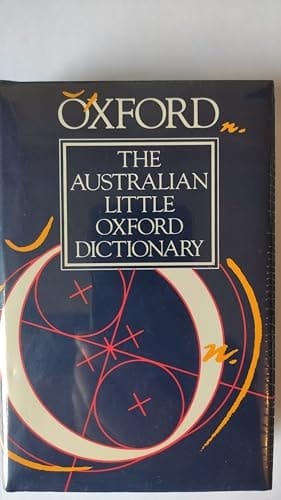 OXFORD
n.
THE
AUSTRALIAN
LITTLE
OXFORD
DICTIONARY
O
n.